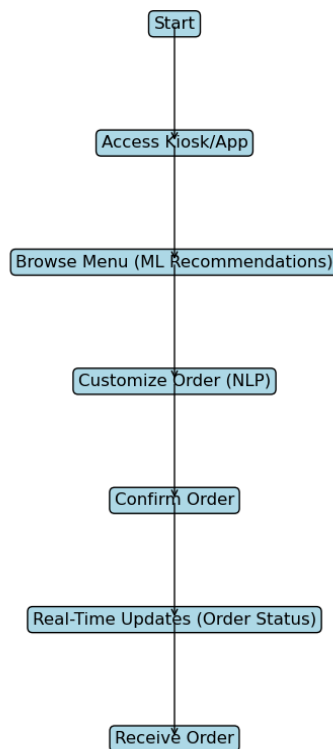 Start
Access Kiosk/App
Browse Menu (ML Recommendations)
Customize Order (NLP)
Confirm Order
Real-Time Updates (Order Status)
Receive Order